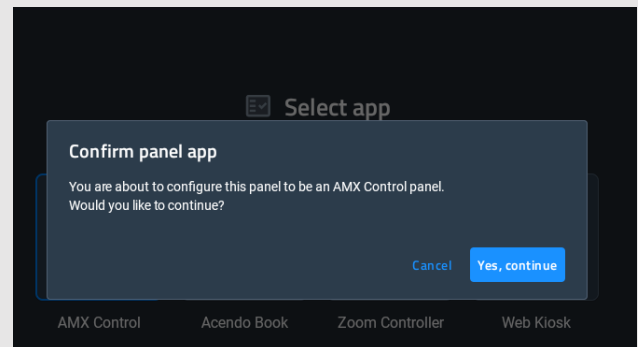 Select app
Confirm panel app
You are about to configure this panel to be an AMX Control panel.
Would you like to continue?
Cancel
Yes, continue
AMX Control
Acendo Book
Zoom Controller
Web Kiosk